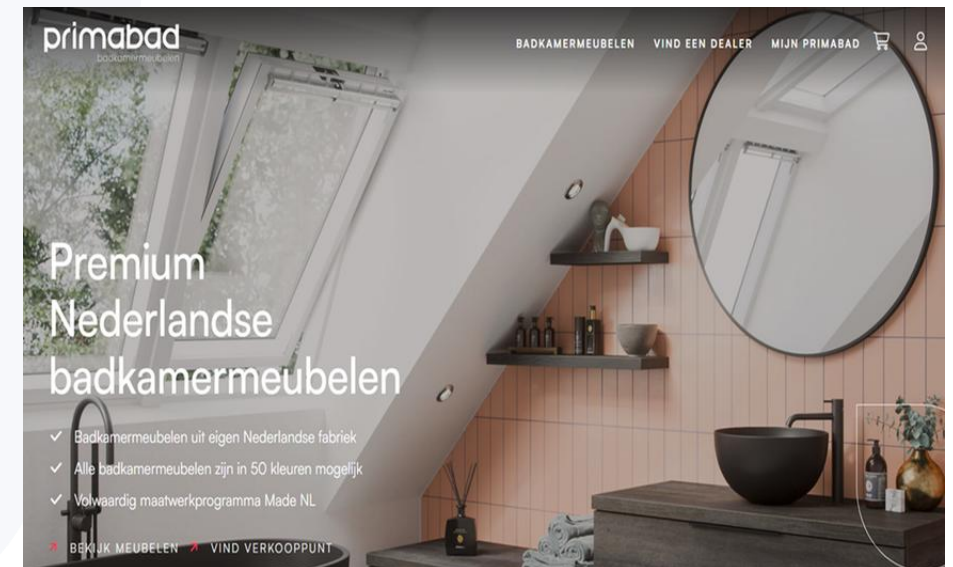 primabad
badkamermeubelen
BADKAMERMEUBELEN VIND EEN DEALER MIJN PRIMABAD
Premium
Nederlandse
badkamermeubelen
Badkamermeubelen uit eigen Nederlandse fabriek
Alle badkamermeubelen zijn in 50 kleuren mogelijk
Volwaardig maatwerkprogramma Made NL
BEKIJK MEUBELEN VIND VERKOOPPUNT